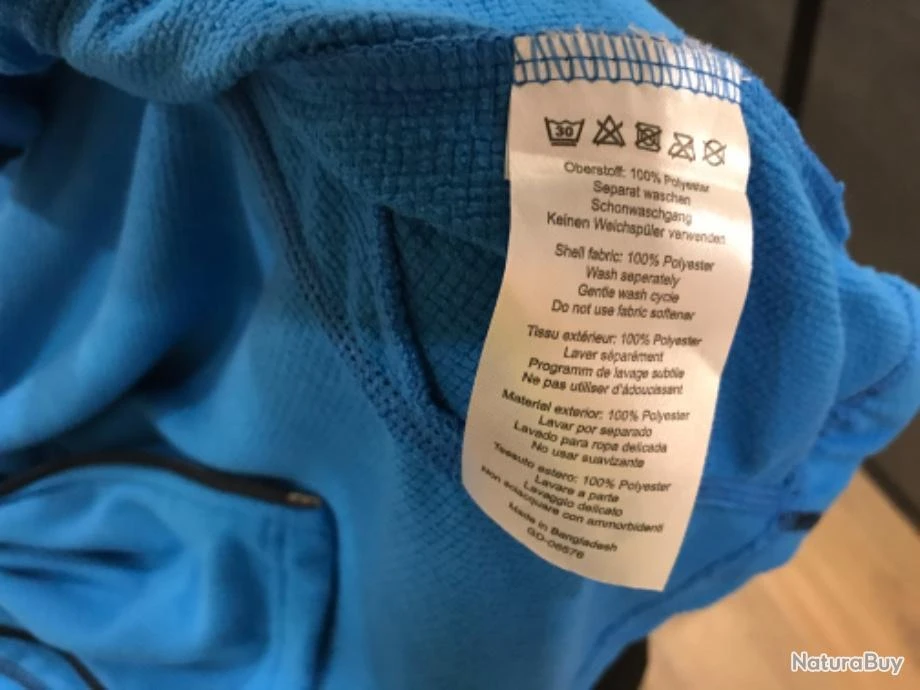 30
Oberstoff: 100% Polyester
Separat waschen
Schonwaschgang
Keinen Weichspüler verwenden
Shell fabric: 100% Polyester
Wash seperately
Gentle wash cycle
Do not use fabric softener
Tissu extérieur: 100% Polyester
Laver séparément
Programm de lavage subtile
Ne pas utiliser d'adoucissant
Material exterior: 100% Polyester
Lavar por separado
Lavado para ropa delicada
No usar suavizante
Tessuto estero: 100% Polyester
Lavare a parte
Lavaggio delicato
Non sciacquare con ammorbidenti
Made in Bangladesh
GD-06576
NaturaBuy